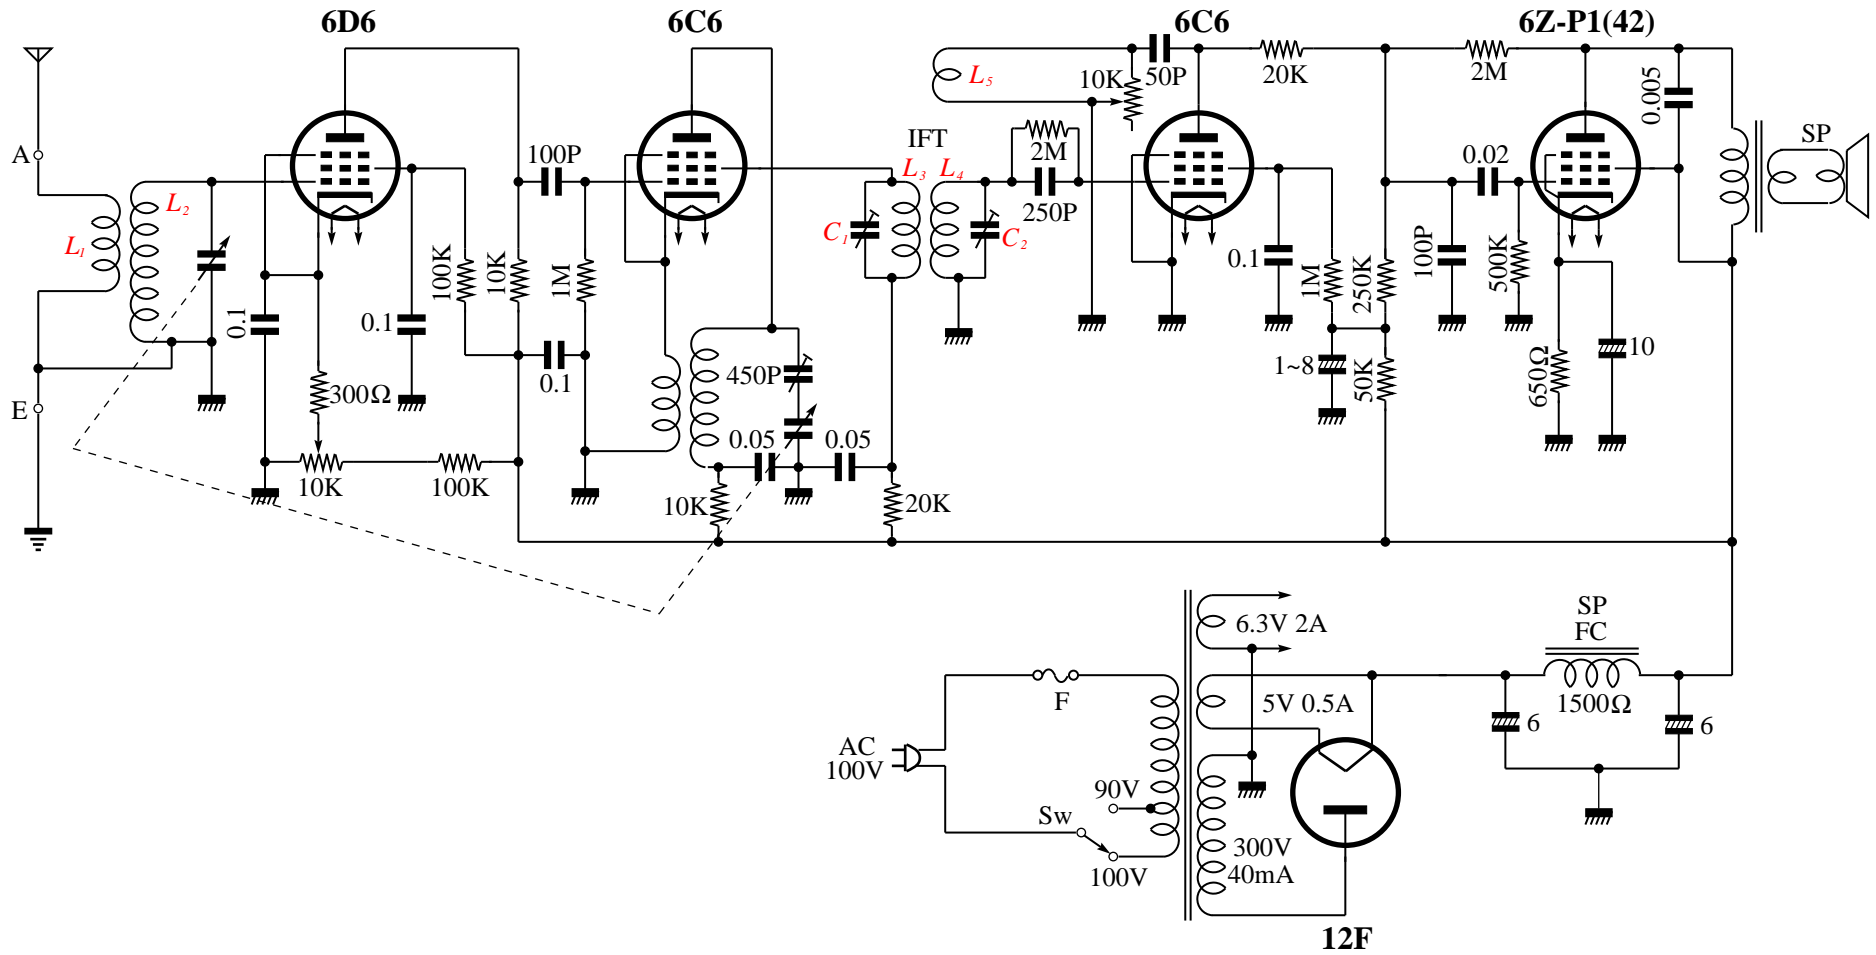 6D6
6C6
6C6
6Z-P1(42)
A
E
L1
L2
0.1
300Ω
0.1
10K
100K
100K
10K
100P
1M
0.1
450P
0.05
0.05
10K
20K
C1
IFT
L3
L4
C2
L5
10K
50P
2M
250P
20K
0.1
1M
1~8
250K
50K
2M
0.02
100P
500K
650Ω
10
0.005
SP
AC
100V
F
Sw
90V
100V
6.3V 2A
5V 0.5A
300V
40mA
12F
SP
FC
1500Ω
6
6